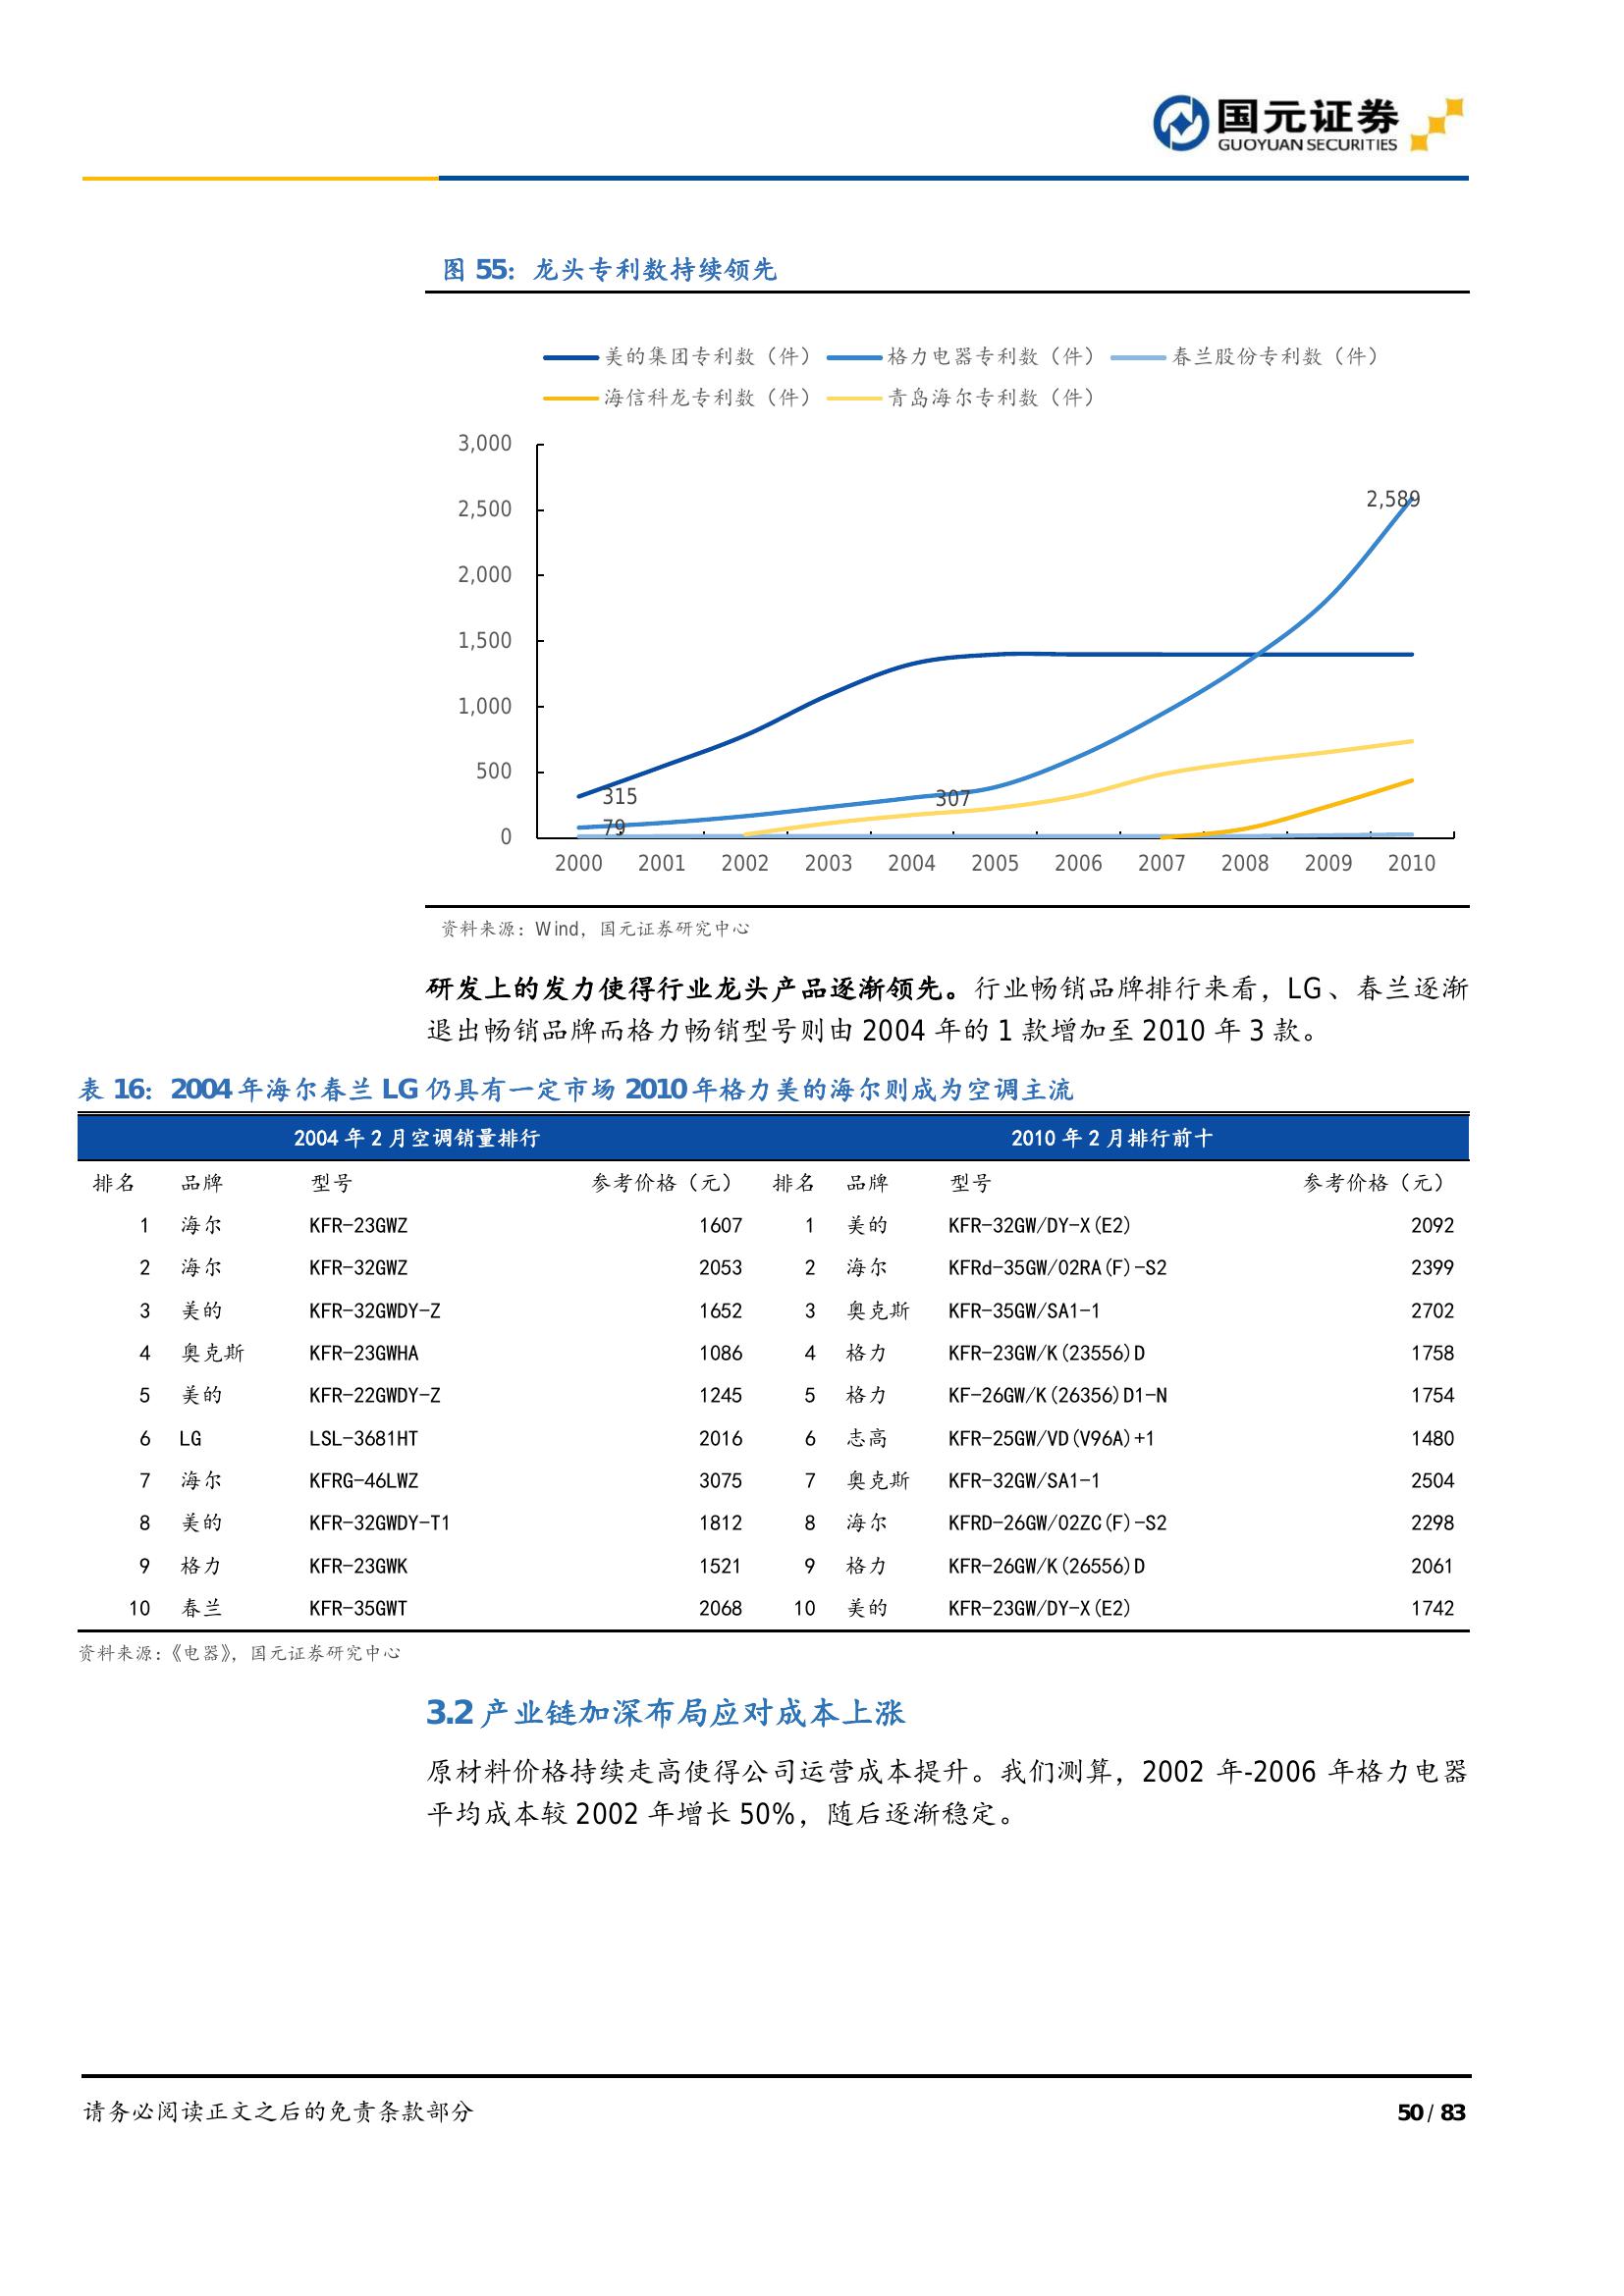 国元证券
GUOYUAN SECURITIES
图 55：龙头专利数持续领先
美的集团专利数（件） 格力电器专利数（件） 春兰股份专利数（件）
海信科龙专利数（件） 青岛海尔专利数（件）
3,000
2,500
2,000
1,500
1,000
500
0
2,589
315
307
79
2000 2001 2002 2003 2004 2005 2006 2007 2008 2009 2010
资料来源：Wind，国元证券研究中心
研发上的发力使得行业龙头产品逐渐领先。行业畅销品牌排行来看，LG、春兰逐渐
退出畅销品牌而格力畅销型号则由 2004 年的 1 款增加至 2010 年 3 款。
表 16：2004 年海尔春兰 LG 仍具有一定市场 2010 年格力美的海尔则成为空调主流
2004 年 2 月空调销量排行 2010 年 2 月排行前十
排名 品牌 型号 参考价格（元） 排名 品牌 型号 参考价格（元）
1 海尔 KFR-23GWZ 1607 1 美的 KFR-32GW/DY-X(E2) 2092
2 海尔 KFR-32GWZ 2053 2 海尔 KFRd-35GW/02RA(F)-S2 2399
3 美的 KFR-32GWDY-Z 1652 3 奥克斯 KFR-35GW/SA1-1 2702
4 奥克斯 KFR-23GWHA 1086 4 格力 KFR-23GW/K(23556)D 1758
5 美的 KFR-22GWDY-Z 1245 5 格力 KF-26GW/K(26356)D1-N 1754
6 LG LSL-3681HT 2016 6 志高 KFR-25GW/VD(V96A)+1 1480
7 海尔 KFRG-46LWZ 3075 7 奥克斯 KFR-32GW/SA1-1 2504
8 美的 KFR-32GWDY-T1 1812 8 海尔 KFRD-26GW/02ZC(F)-S2 2298
9 格力 KFR-23GWK 1521 9 格力 KFR-26GW/K(26556)D 2061
10 春兰 KFR-35GWT 2068 10 美的 KFR-23GW/DY-X(E2) 1742
资料来源：《电器》，国元证券研究中心
3.2 产业链加深布局应对成本上涨
原材料价格持续走高使得公司运营成本提升。我们测算，2002 年-2006 年格力电器
平均成本较 2002 年增长 50%，随后逐渐稳定。
请务必阅读正文之后的免责条款部分 50 / 83